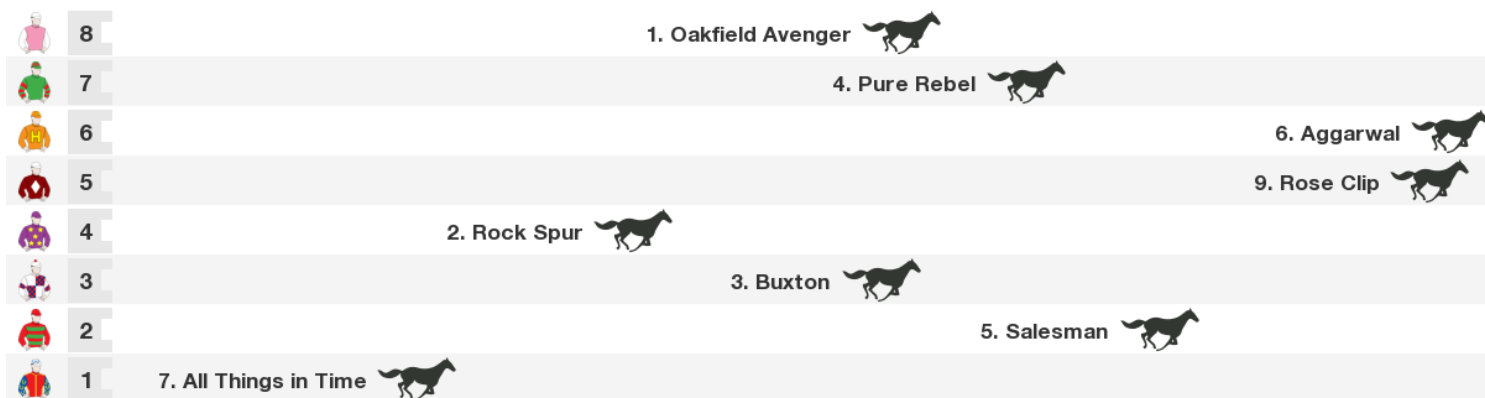 8 1. Oakfield Avenger
7 4. Pure Rebel
H 6 6. Aggarwal
5 9. Rose Clip
4 2. Rock Spur
3 3. Buxton
2 5. Salesman
1 7. All Things in Time